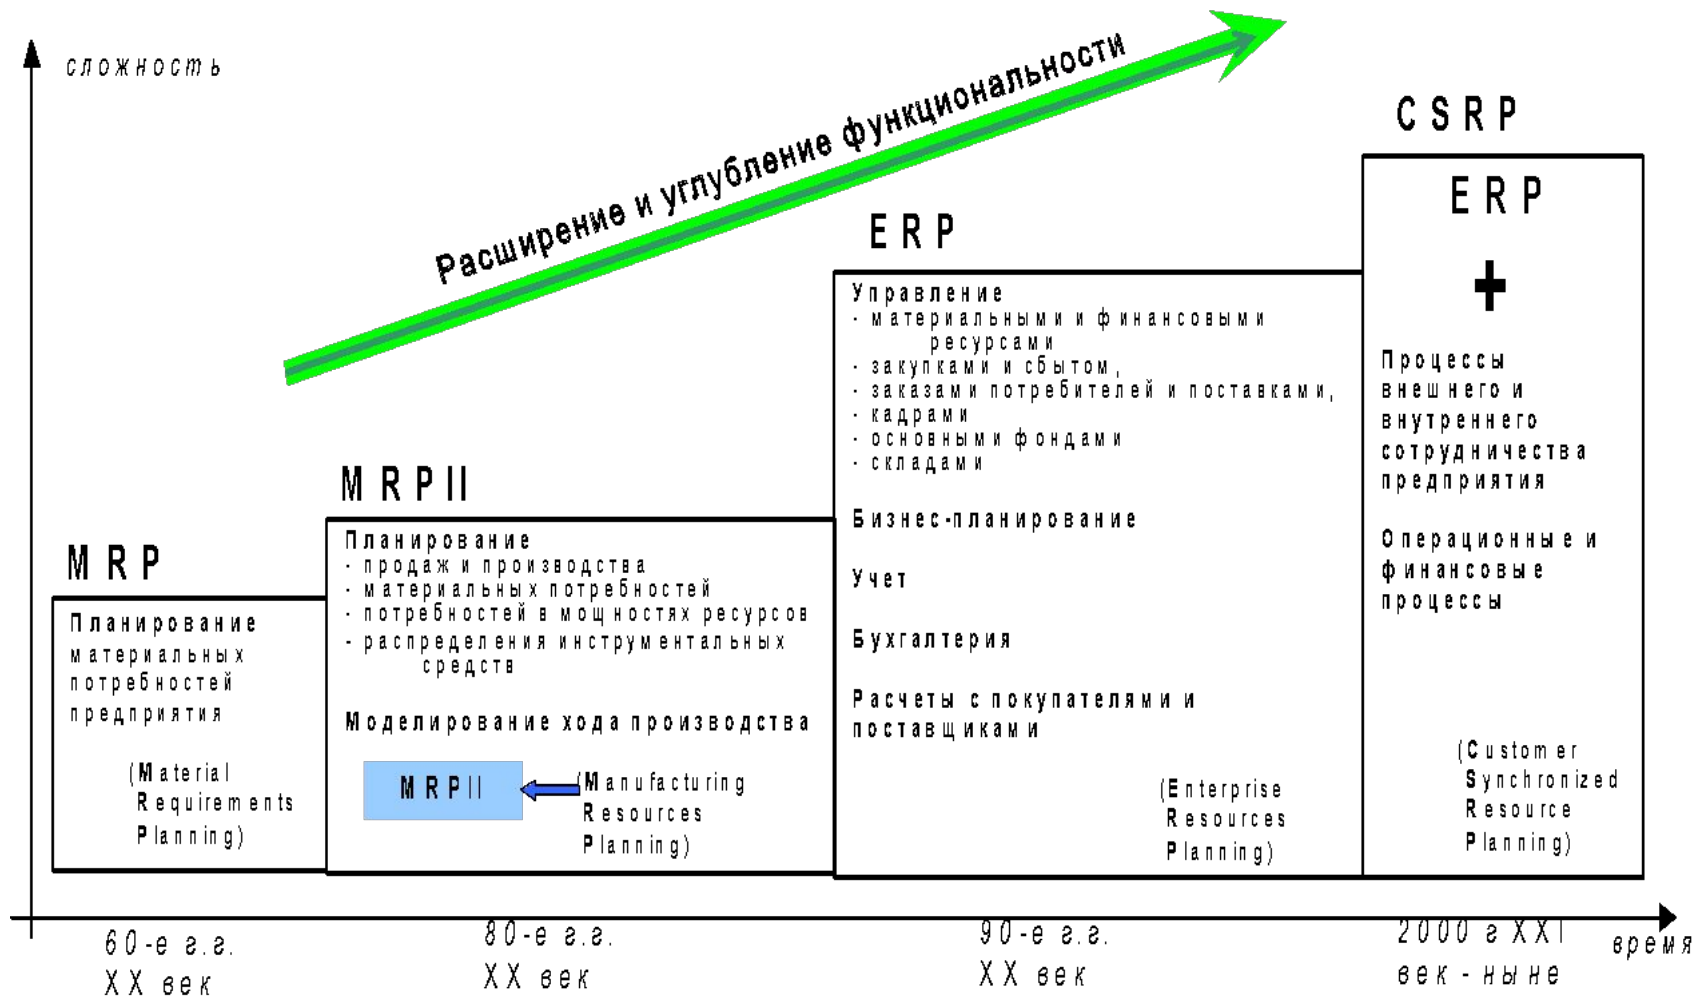 сложность
Расширение и углубление функциональности
CSRP
ERP
+
Процессы
внешнего и
внутреннего
сотрудничества
предприятия
Операционные и
финансовые
процессы
(Customer
Synchronized
Resource
Planning)
ERP
Управление
- материальными и финансовыми
ресурсами
- закупками и сбытом,
- заказами потребителей и поставками,
- кадрами
- основными фондами
- складами
Бизнес-планирование
Учет
Бухгалтерия
Расчеты с покупателями и
поставщиками
(Enterprise
Resources
Planning)
MRPII
Планирование
- продаж и производства
- материальных потребностей
- потребностей в мощностях ресурсов
- распределения инструментальных
средств
Моделирование хода производства
MRPII
(Manufacturing
Resources
Planning)
MRP
Планирование
материальных
потребностей
предприятия
(Material
Requirements
Planning)
60-е г.г.
XX век
80-е г.г.
XX век
90-е г.г.
XX век
2000 г XXI
век - ныне
время